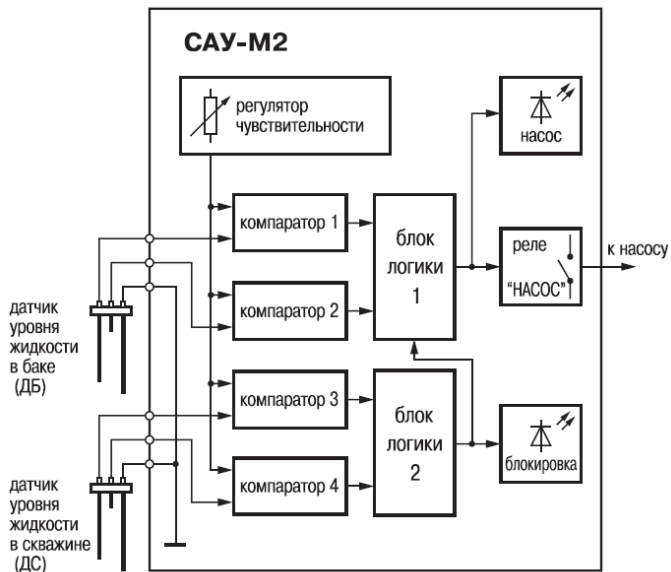 САУ-М2
регулятор
чувствительности
насос
компаратор 1
блок
логики
1
реле
"НАСОС"
к насосу
компаратор 2
датчик
уровня
жидкости
в баке
(ДБ)
компаратор 3
блок
логики
2
блокировка
компаратор 4
датчик
уровня
жидкости
в скважине
(ДС)